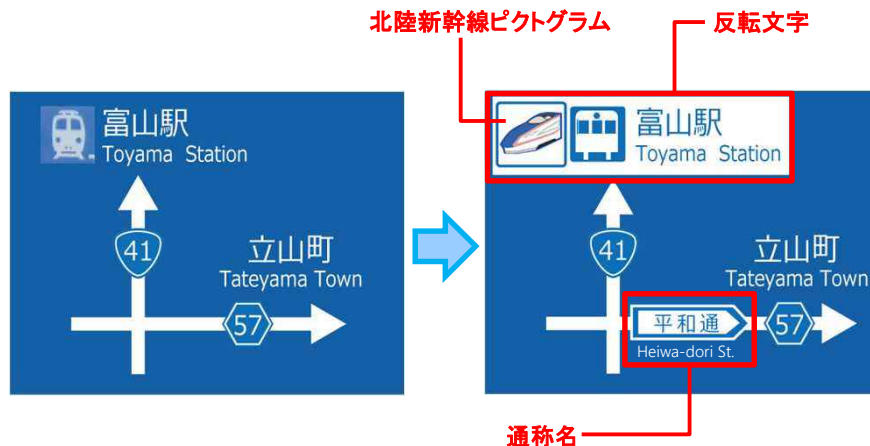 北陸新幹線ピクトグラム
反転文字
富山駅
Toyama Station
41
立山町
Tateyama Town
57
富山駅
Toyama Station
41
立山町
Tateyama Town
平和通
57
Heiwa-dori St.
通称名